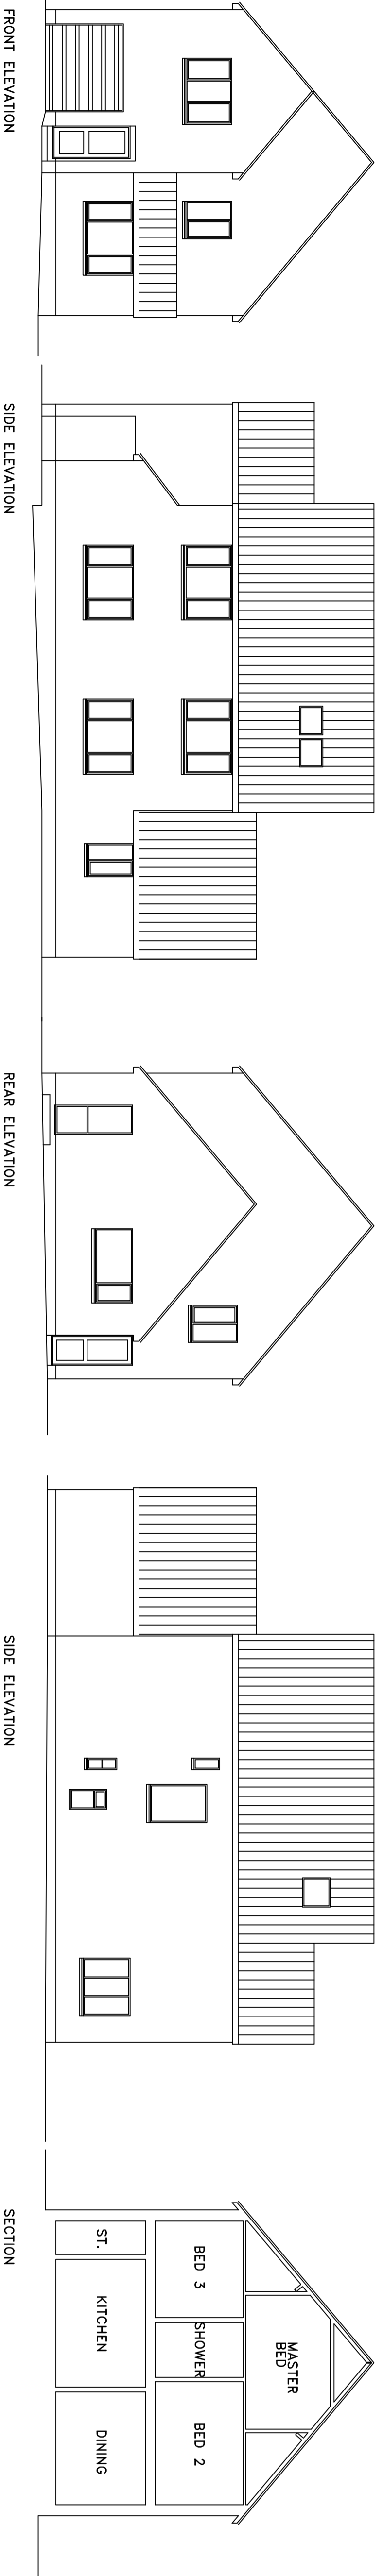 FRONT ELEVATION
SIDE ELEVATION
REAR ELEVATION
SIDE ELEVATION
MASTER
BED
BED 3
SHOWER
BED 2
ST.
KITCHEN
DINING
SECTION